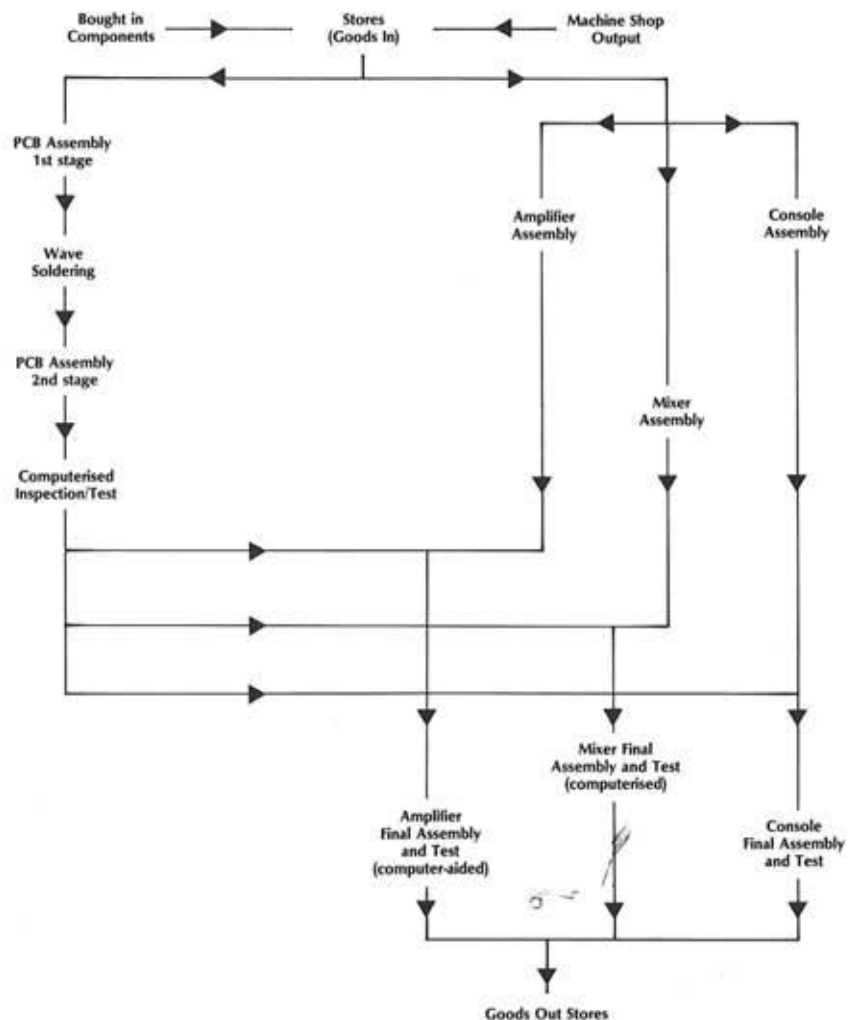 Bought in
Components
Stores
(Goods In)
Machine Shop
Output
PCB Assembly
1st stage
Amplifier
Assembly
Console
Assembly
Wave
Soldering
PCB Assembly
2nd stage
Mixer
Assembly
Computerised
Inspection/Test
Mixer Final
Assembly and Test
(computerised)
Amplifier
Final Assembly
and Test
(computer-aided)
Console
Final Assembly
and Test
Goods Out Stores